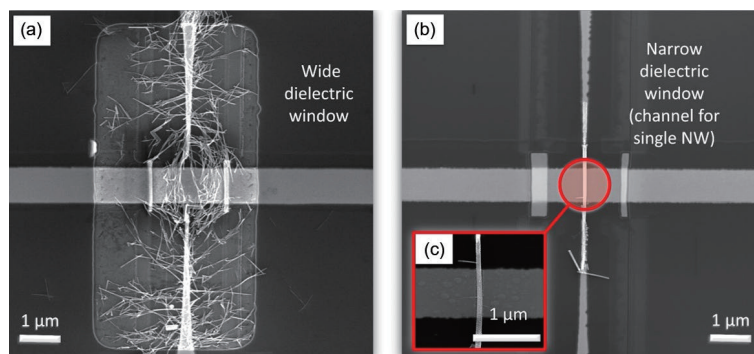 (a)
Wide
dielectric
window
1 μm
(b)
Narrow
dielectric
window
(channel for
single NW)
(c)
1 μm
1 μm